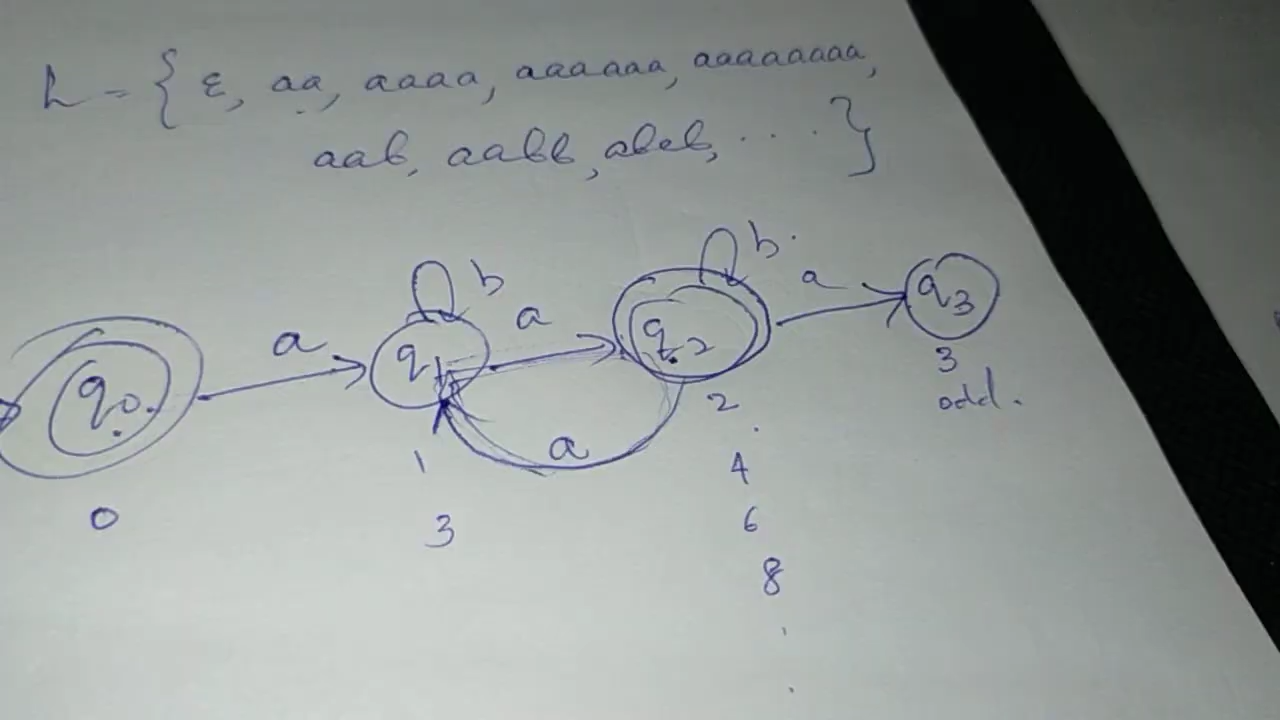 L = { ε, aa, aaaa, aaaaaa, aaaaaaaa,
aab, aabb, abab, ... }
b b
a a a
q0 q1 q2 q3
a
0 1 2 3
odd.
3 4
6
8